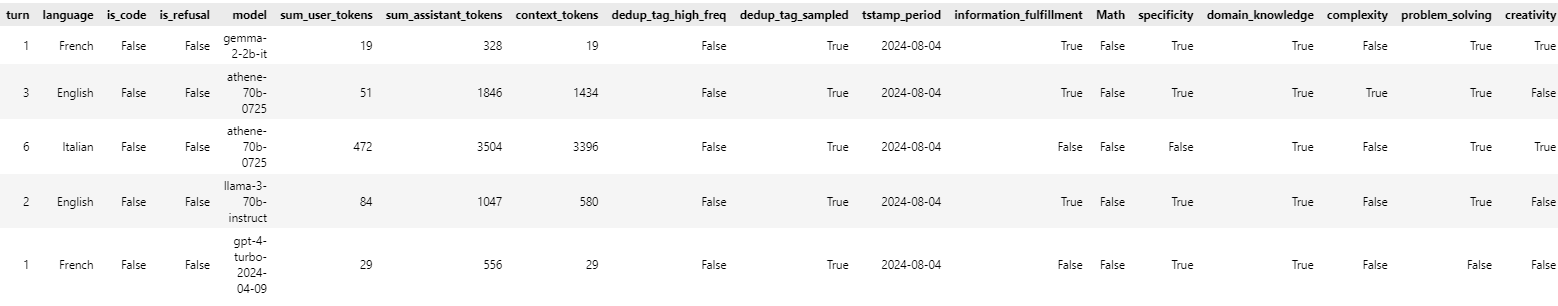 turn language is_code is_refusal model sum_user_tokens sum_assistant_tokens context_tokens dedup_tag_high_freq dedup_tag_sampled tstamp_period information_fulfillment Math specificity domain_knowledge complexity problem_solving creativity
1 French False False gemma-2-2b-it 19 328 19 False True 2024-08-04 True False True True False True True
3 English False False athene-70b-0725 51 1846 1434 False True 2024-08-04 True False True True True True False
6 Italian False False athene-70b-0725 472 3504 3396 False True 2024-08-04 False False False True False True True
2 English False False llama-3-70b-instruct 84 1047 580 False True 2024-08-04 True False True True False True False
1 French False False gpt-4-turbo-2024-04-09 29 556 29 False True 2024-08-04 False False True True False False False